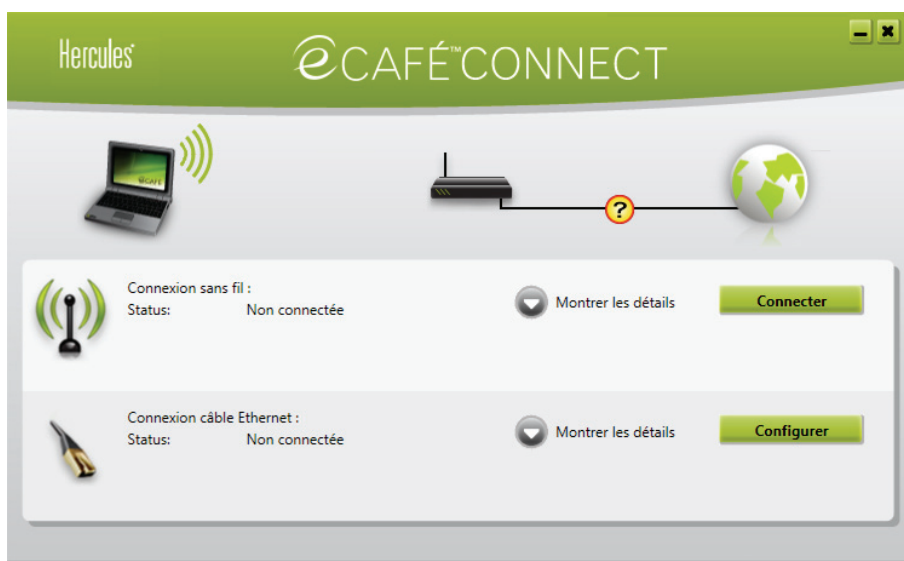 Hercules
eCAFÉ™CONNECT
eCAFÉ
?
Connexion sans fil :
Status: Non connectée
Montrer les détails
Connecter
Connexion câble Ethernet :
Status: Non connectée
Montrer les détails
Configurer